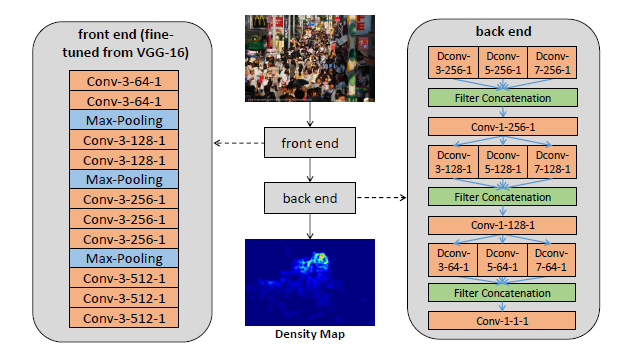 front end (fine-
tuned from VGG-16)
Conv-3-64-1
Conv-3-64-1
Max-Pooling
Conv-3-128-1
Conv-3-128-1
Max-Pooling
Conv-3-256-1
Conv-3-256-1
Conv-3-256-1
Max-Pooling
Conv-3-512-1
Conv-3-512-1
Conv-3-512-1
front end
back end
Density Map
back end
Dconv-3-256-1
Dconv-5-256-1
Dconv-7-256-1
Filter Concatenation
Conv-1-256-1
Dconv-3-128-1
Dconv-5-128-1
Dconv-7-128-1
Filter Concatenation
Conv-1-128-1
Dconv-3-64-1
Dconv-5-64-1
Dconv-7-64-1
Filter Concatenation
Conv-1-1-1